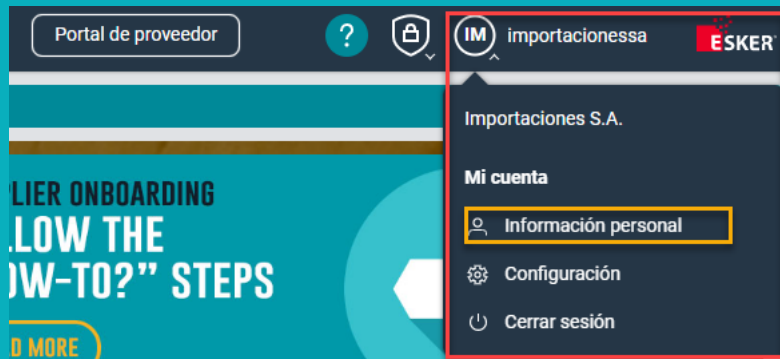 Portal de proveedor
?
IM
importacionessa
ESKER
Importaciones S.A.
Mi cuenta
Información personal
Configuración
Cerrar sesión
PLIER ONBOARDING
LLOW THE
OW-TO?” STEPS
D MORE